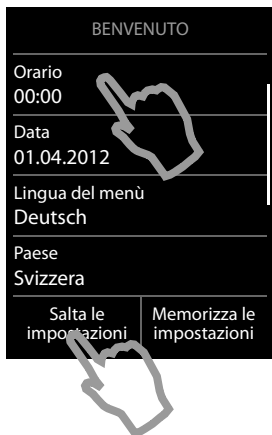 BENVENUTO
Orario
00:00
Data
01.04.2012
Lingua del menù
Deutsch
Paese
Svizzera
Salta le
impostazioni
Memorizza le
impostazioni